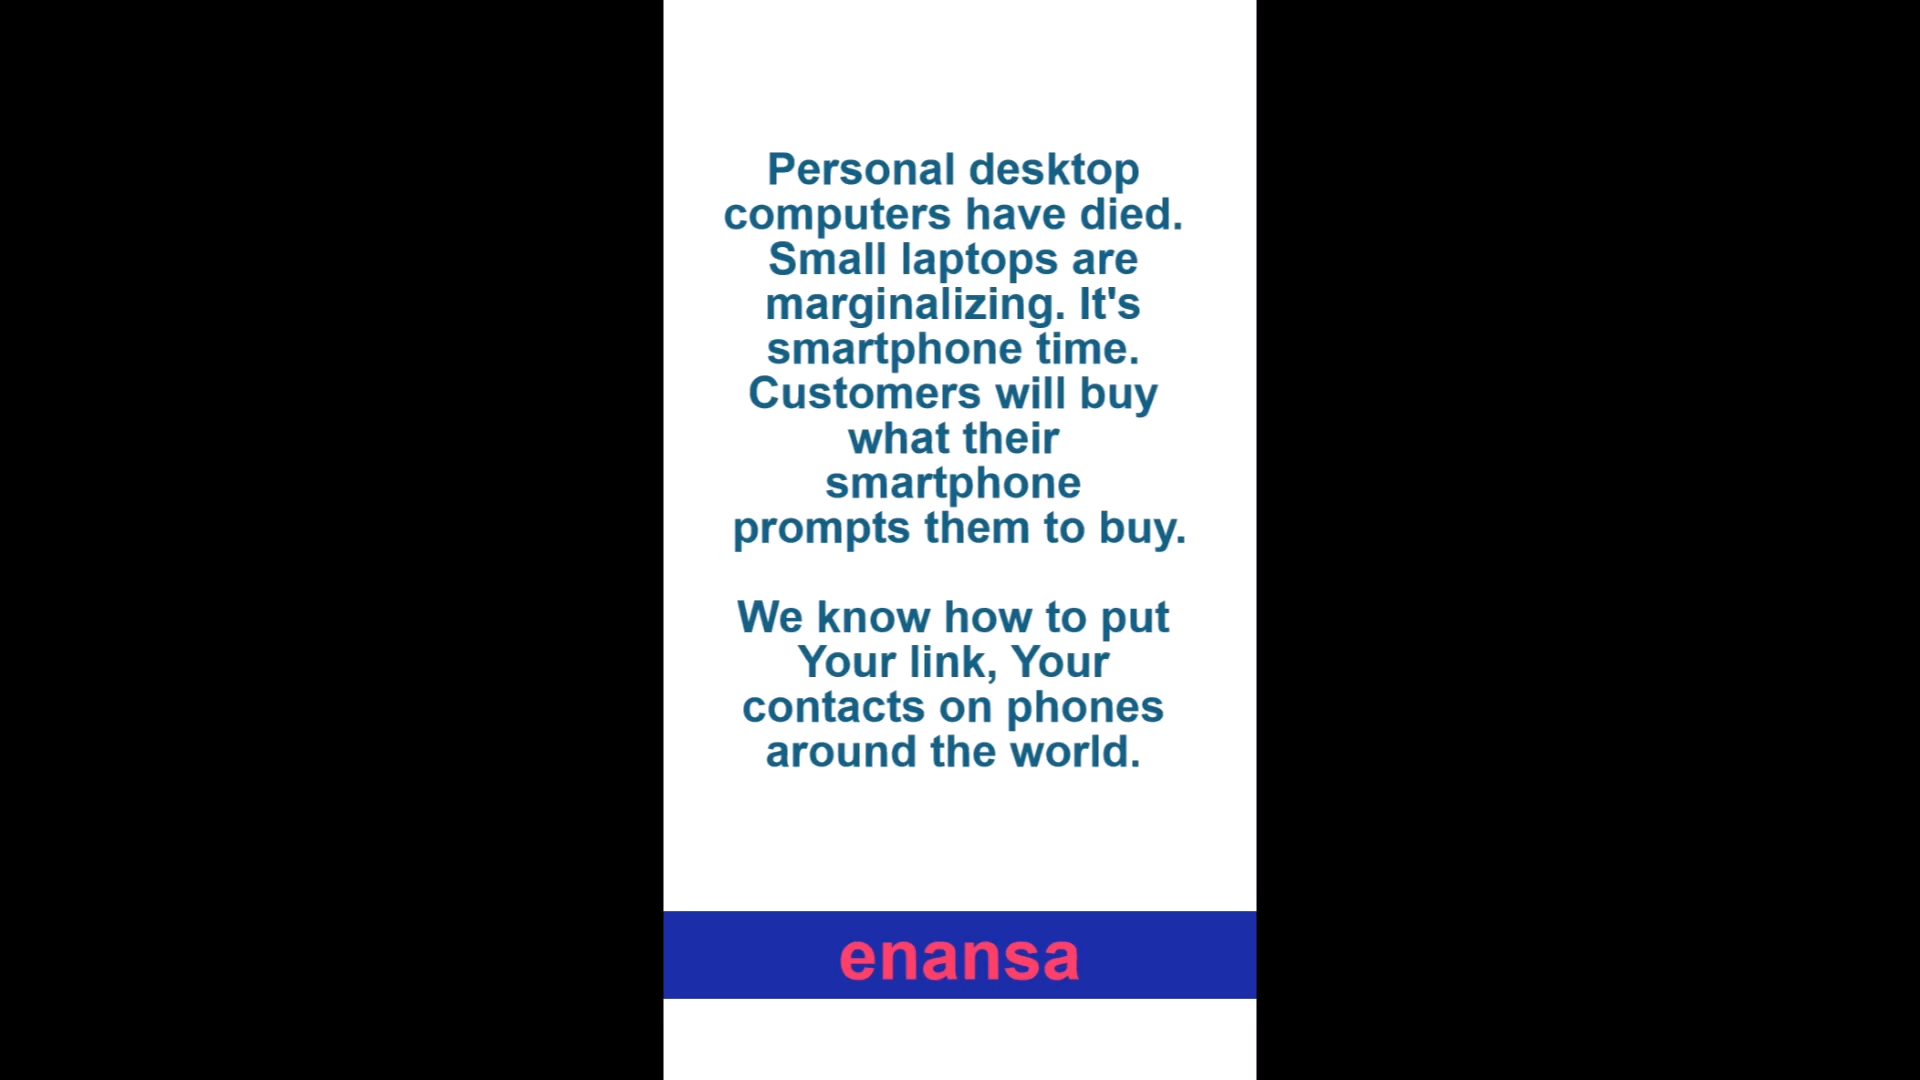 Personal desktop
computers have died.
Small laptops are
marginalizing. It's
smartphone time.
Customers will buy
what their
smartphone
prompts them to buy.
We know how to put
Your link, Your
contacts on phones
around the world.
enansa